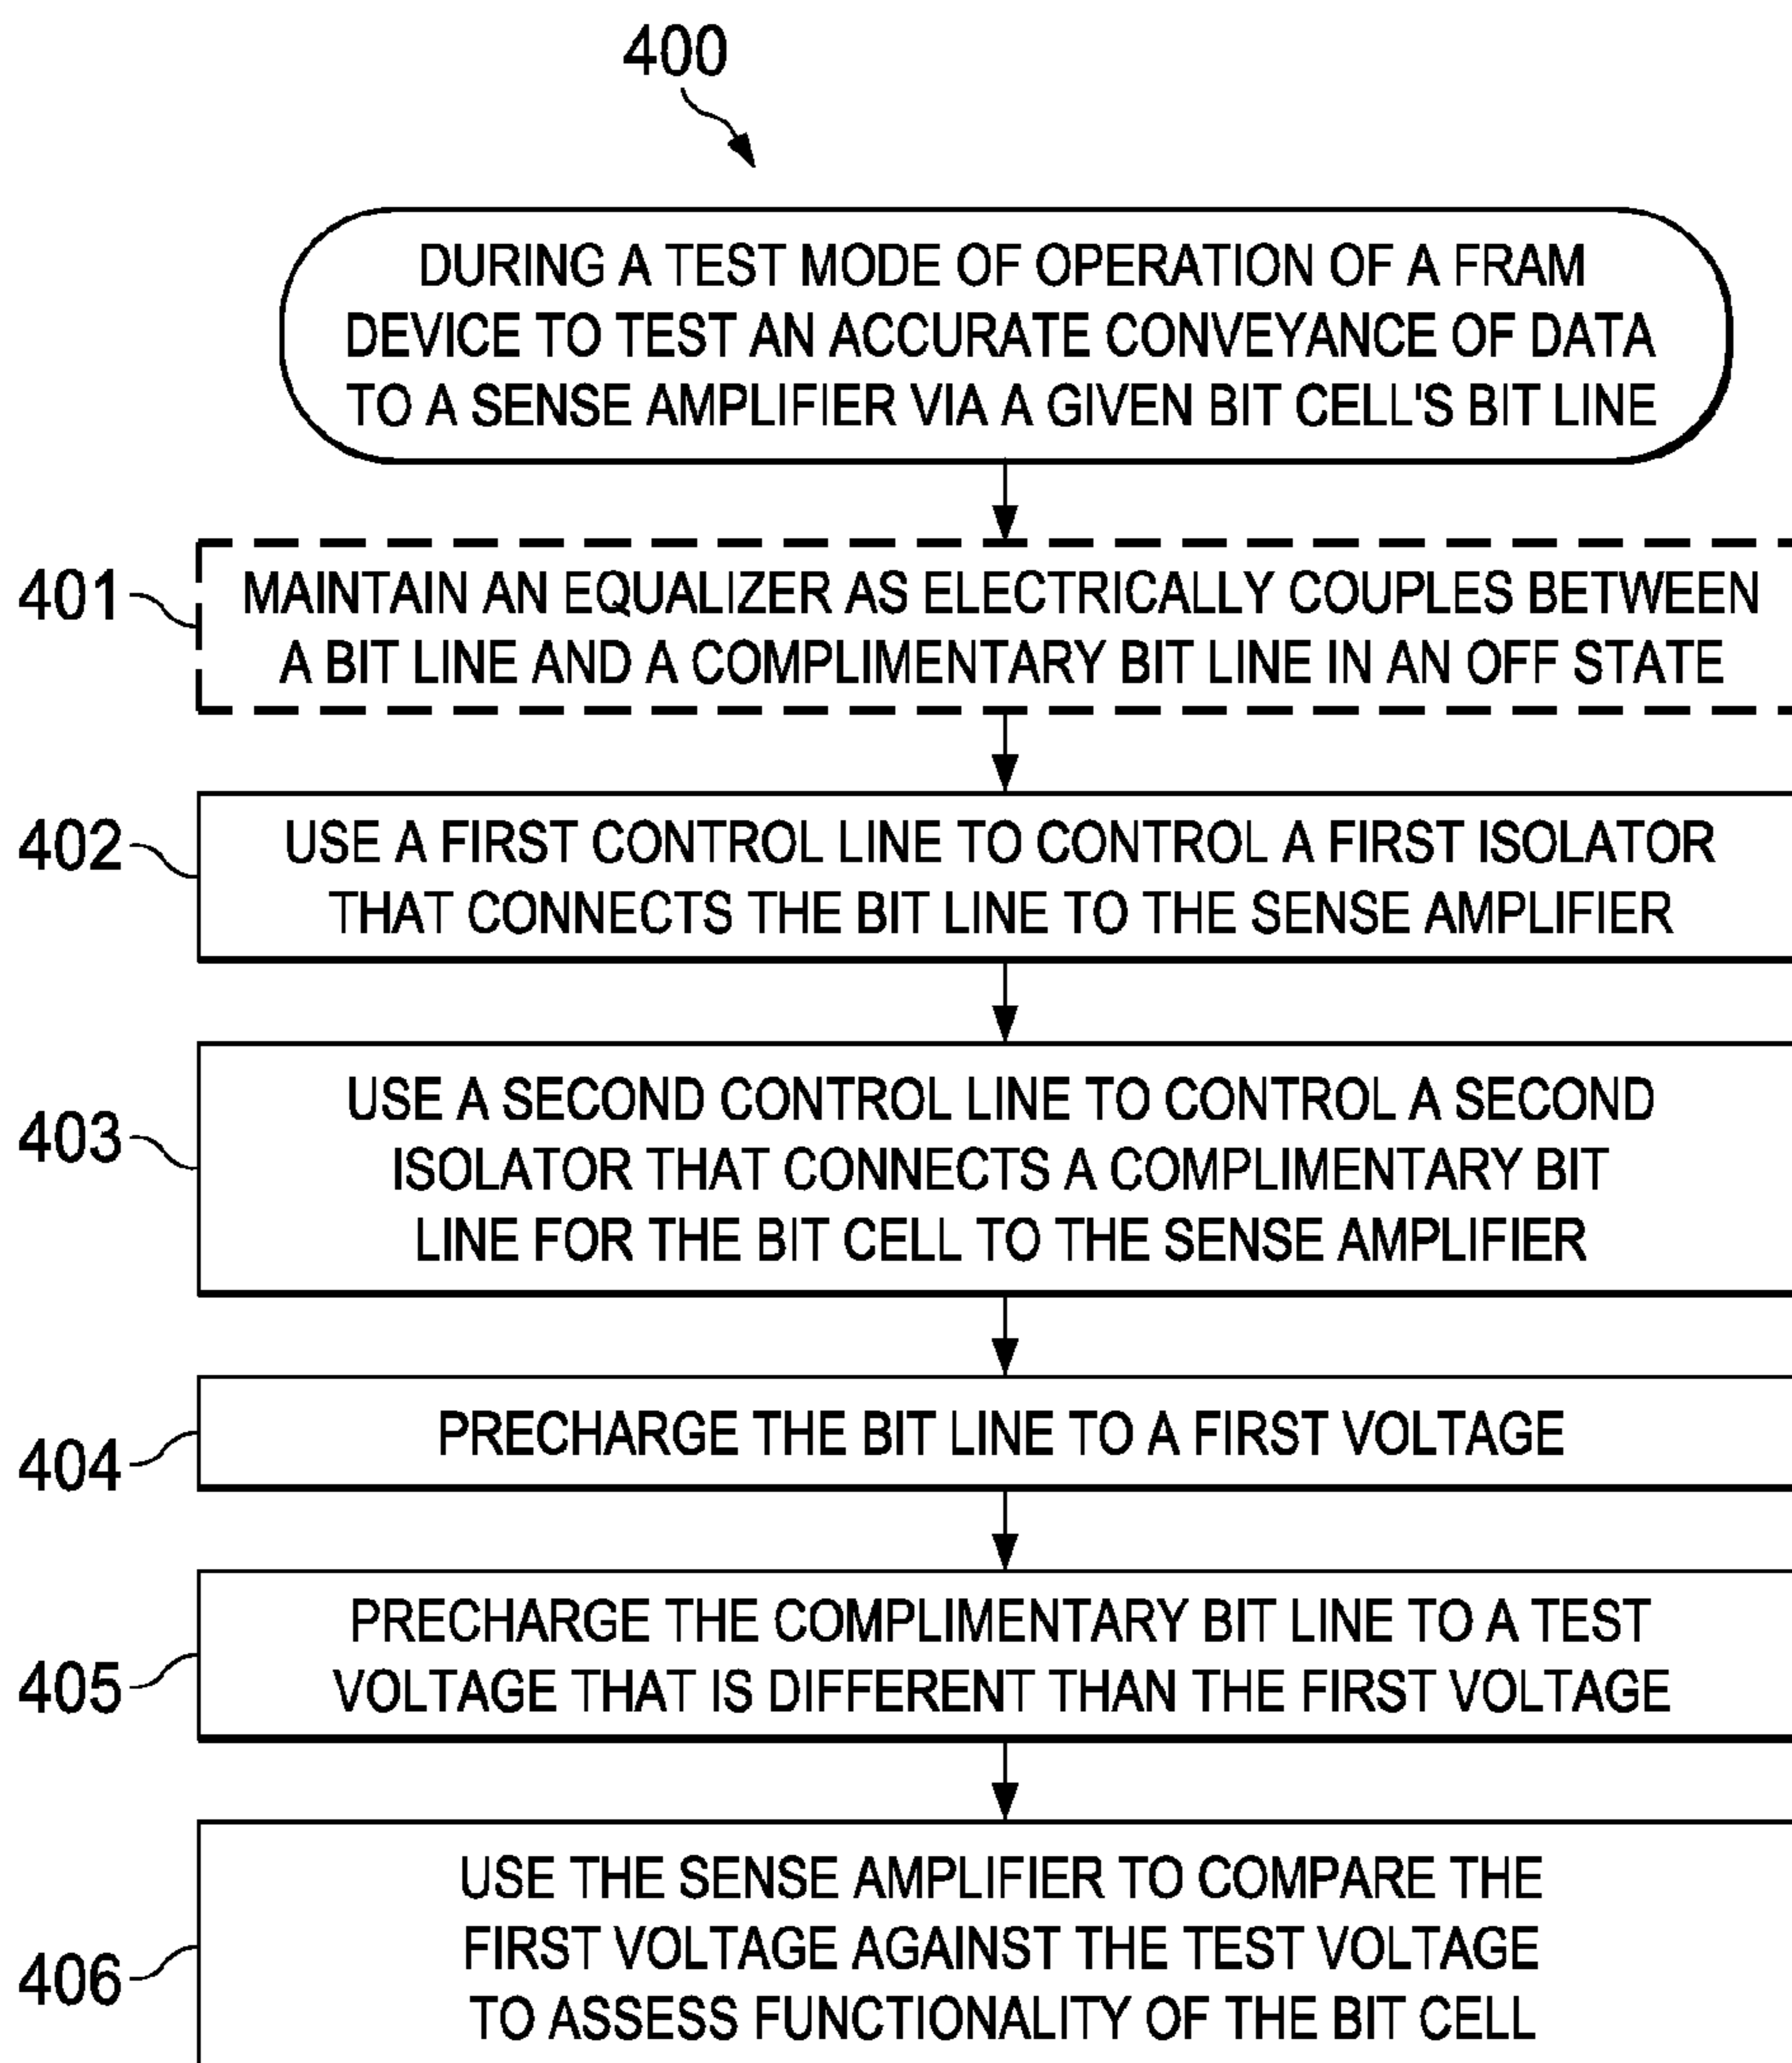 400
DURING A TEST MODE OF OPERATION OF A FRAM
DEVICE TO TEST AN ACCURATE CONVEYANCE OF DATA
TO A SENSE AMPLIFIER VIA A GIVEN BIT CELL'S BIT LINE
401
MAINTAIN AN EQUALIZER AS ELECTRICALLY COUPLES BETWEEN
A BIT LINE AND A COMPLIMENTARY BIT LINE IN AN OFF STATE
402
USE A FIRST CONTROL LINE TO CONTROL A FIRST ISOLATOR
THAT CONNECTS THE BIT LINE TO THE SENSE AMPLIFIER
403
USE A SECOND CONTROL LINE TO CONTROL A SECOND
ISOLATOR THAT CONNECTS A COMPLIMENTARY BIT
LINE FOR THE BIT CELL TO THE SENSE AMPLIFIER
404
PRECHARGE THE BIT LINE TO A FIRST VOLTAGE
405
PRECHARGE THE COMPLIMENTARY BIT LINE TO A TEST
VOLTAGE THAT IS DIFFERENT THAN THE FIRST VOLTAGE
406
USE THE SENSE AMPLIFIER TO COMPARE THE
FIRST VOLTAGE AGAINST THE TEST VOLTAGE
TO ASSESS FUNCTIONALITY OF THE BIT CELL